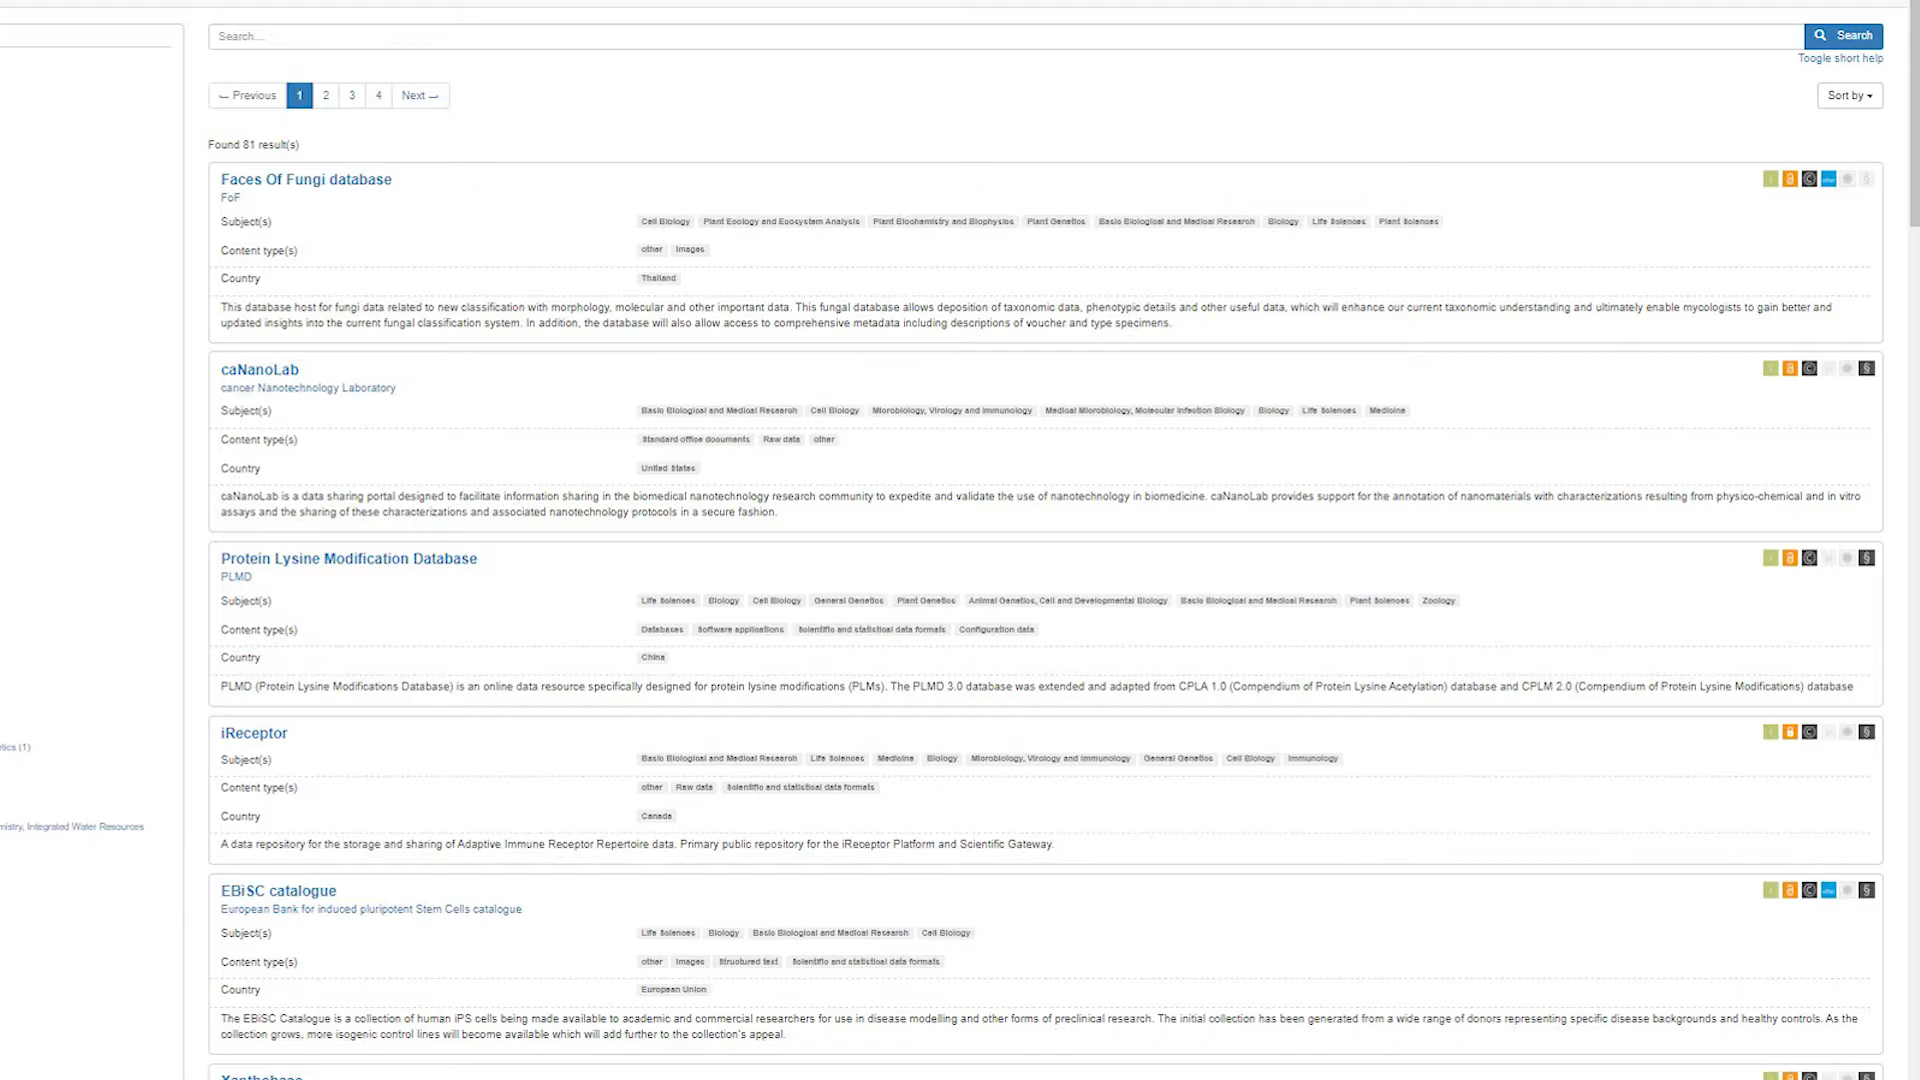 Search...
Search
Toogle short help
← Previous 1 2 3 4 Next →
Sort by
Found 81 result(s)
Faces Of Fungi database
FoF
Subject(s) Cell Biology Plant Ecology and Ecosystem Analysis Plant Biochemistry and Biophysics Plant Genetics Basic Biological and Medical Research Biology Life Sciences Plant Sciences
Content type(s) other Images
Country Thailand
This database host for fungi data related to new classification with morphology, molecular and other important data. This fungal database allows deposition of taxonomic data, phenotypic details and other useful data, which will enhance our current taxonomic understanding and ultimately enable mycologists to gain better and
updated insights into the current fungal classification system. In addition, the database will also allow access to comprehensive metadata including descriptions of voucher and type specimens.
caNanoLab
cancer Nanotechnology Laboratory
Subject(s) Basic Biological and Medical Research Cell Biology Microbiology, Virology and Immunology Medical Microbiology, Molecular Infection Biology Biology Life Sciences Medicine
Content type(s) Standard office documents Raw data other
Country United States
caNanoLab is a data sharing portal designed to facilitate information sharing in the biomedical nanotechnology research community to expedite and validate the use of nanotechnology in biomedicine. caNanoLab provides support for the annotation of nanomaterials with characterizations resulting from physico-chemical and in vitro
assays and the sharing of these characterizations and associated nanotechnology protocols in a secure fashion.
Protein Lysine Modification Database
PLMD
Subject(s) Life Sciences Biology Cell Biology General Genetics Plant Genetics Animal Genetics, Cell and Developmental Biology Basic Biological and Medical Research Plant Sciences Zoology
Content type(s) Databases Software applications Scientific and statistical data formats Configuration data
Country China
PLMD (Protein Lysine Modifications Database) is an online data resource specifically designed for protein lysine modifications (PLMs). The PLMD 3.0 database was extended and adapted from CPLA 1.0 (Compendium of Protein Lysine Acetylation) database and CPLM 2.0 (Compendium of Protein Lysine Modifications) database
iReceptor
etics (1)
Subject(s) Basic Biological and Medical Research Life Sciences Medicine Biology Microbiology, Virology and Immunology General Genetics Cell Biology Immunology
Content type(s) other Raw data Scientific and statistical data formats
Country Canada
mistry, Integrated Water Resources
A data repository for the storage and sharing of Adaptive Immune Receptor Repertoire data. Primary public repository for the iReceptor Platform and Scientific Gateway.
EBiSC catalogue
European Bank for induced pluripotent Stem Cells catalogue
Subject(s) Life Sciences Biology Basic Biological and Medical Research Cell Biology
Content type(s) other Images Structured text Scientific and statistical data formats
Country European Union
The EBiSC Catalogue is a collection of human iPS cells being made available to academic and commercial researchers for use in disease modelling and other forms of preclinical research. The initial collection has been generated from a wide range of donors representing specific disease backgrounds and healthy controls. As the
collection grows, more isogenic control lines will become available which will add further to the collection's appeal.
Xanthobase